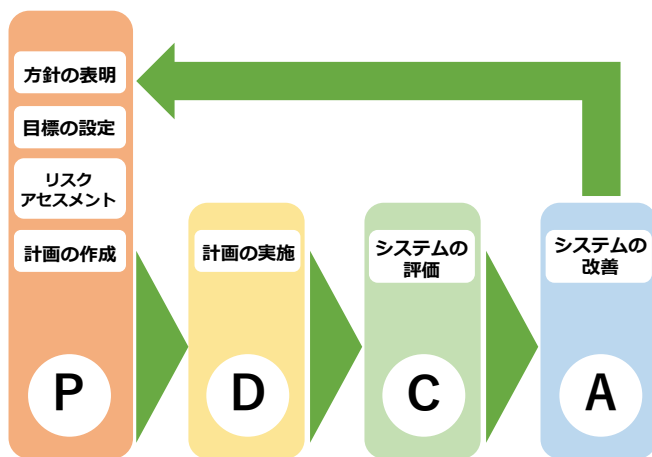 方針の表明
目標の設定
リスク
アセスメント
計画の作成
P
計画の実施
D
システムの
評価
C
システムの
改善
A